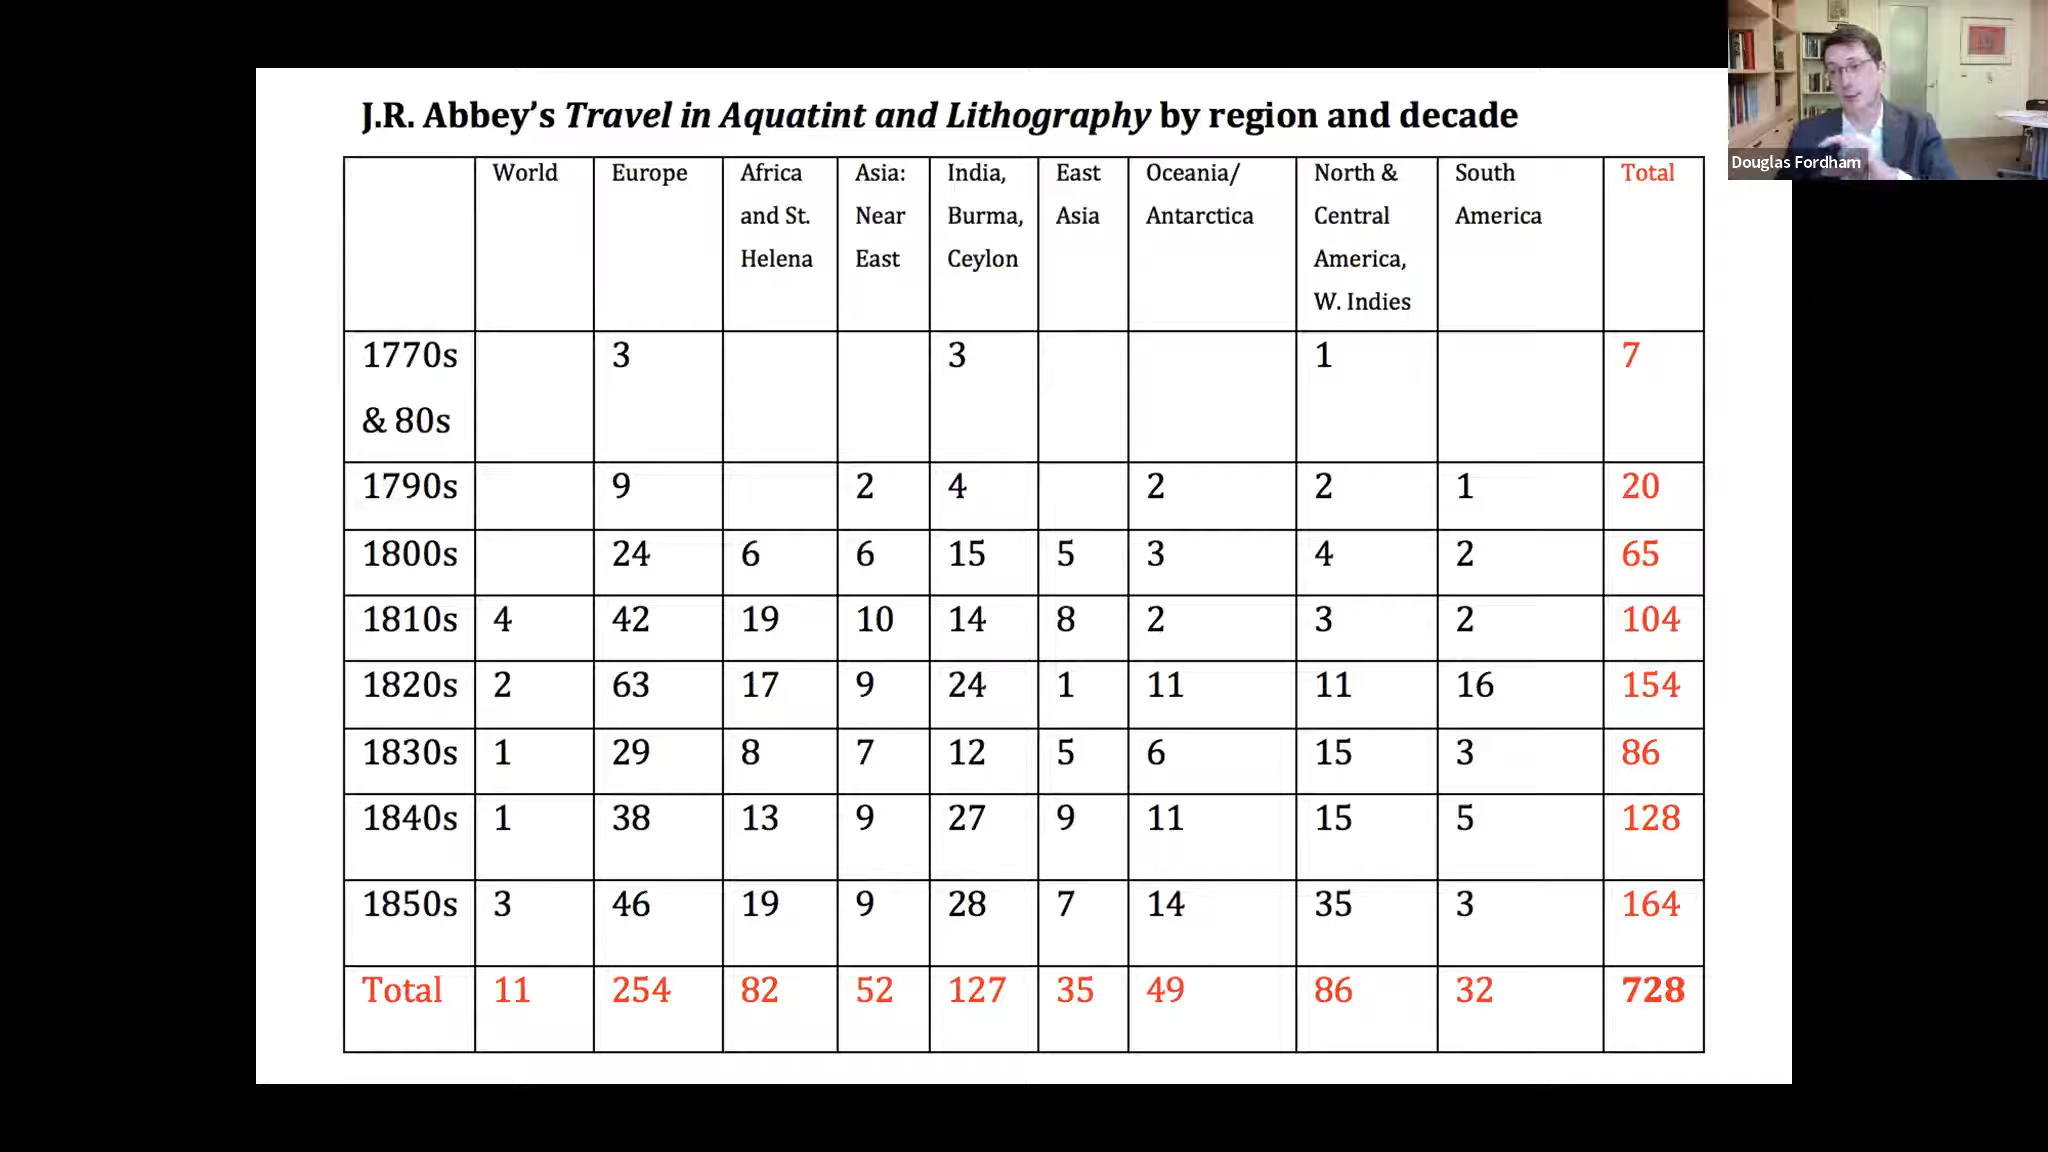 J.R. Abbey’s Travel in Aquatint and Lithography by region and decade
Douglas Fordham
World Europe Africa and St. Helena Asia: Near East India, Burma, Ceylon East Asia Oceania/ Antarctica North & Central America, W. Indies South America Total
1770s & 80s 3 3 1 7
1790s 9 2 4 2 2 1 20
1800s 24 6 6 15 5 3 4 2 65
1810s 4 42 19 10 14 8 2 3 2 104
1820s 2 63 17 9 24 1 11 11 16 154
1830s 1 29 8 7 12 5 6 15 3 86
1840s 1 38 13 9 27 9 11 15 5 128
1850s 3 46 19 9 28 7 14 35 3 164
Total 11 254 82 52 127 35 49 86 32 728